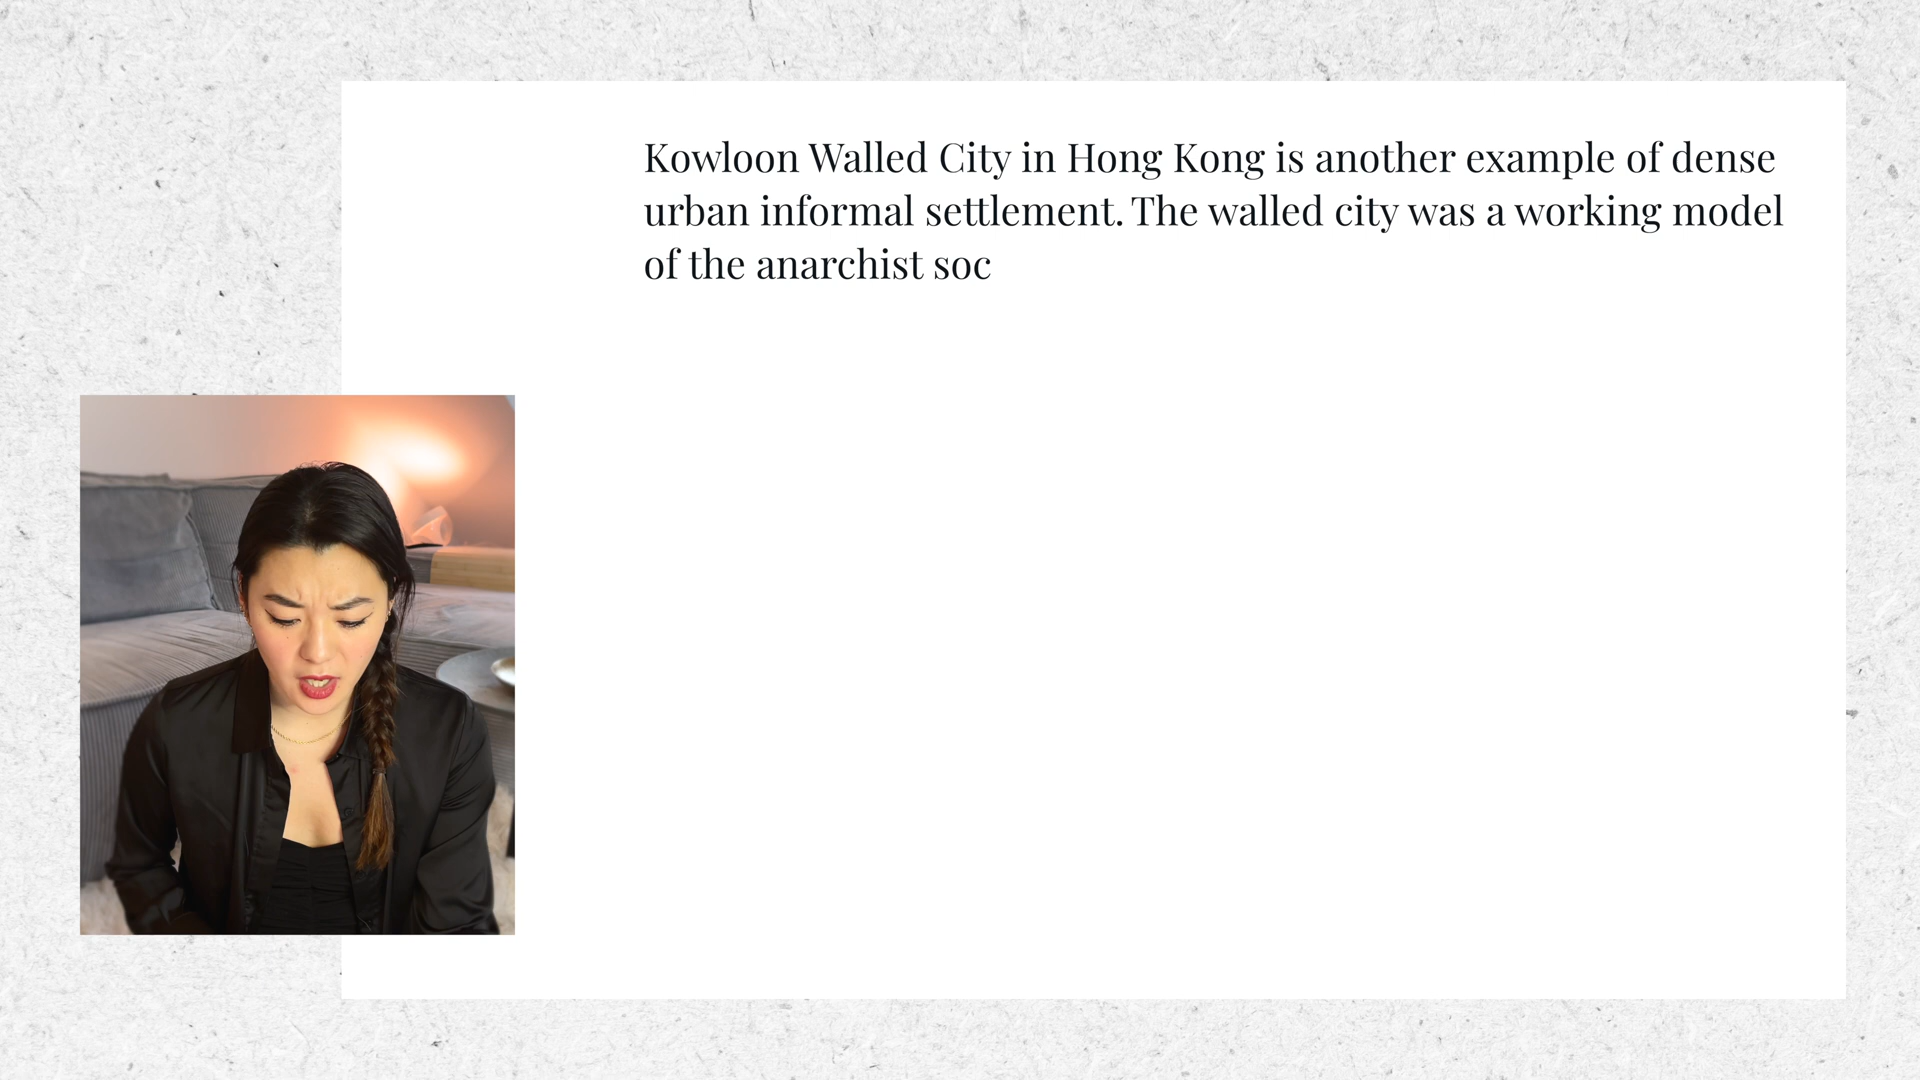 Kowloon Walled City in Hong Kong is another example of dense
urban informal settlement. The walled city was a working model
of the anarchist soc